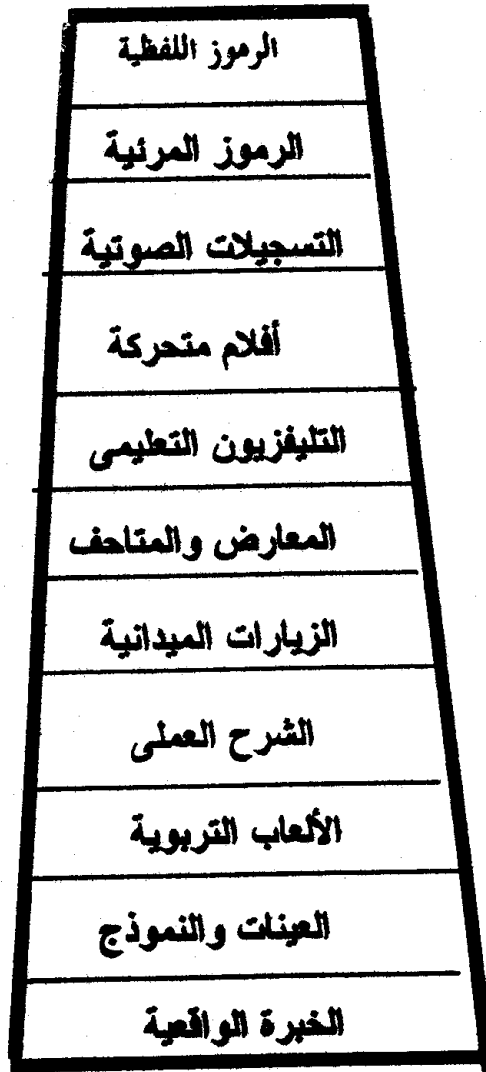 الرموز اللفظية
الرموز المرئية
التسجيلات الصوتية
أفلام متحركة
التليفزيون التعليمى
المعارض والمتاحف
الزيارات الميدانية
الشرح العملى
الألعاب التربوية
العينات والنموذج
الخبرة الواقعية